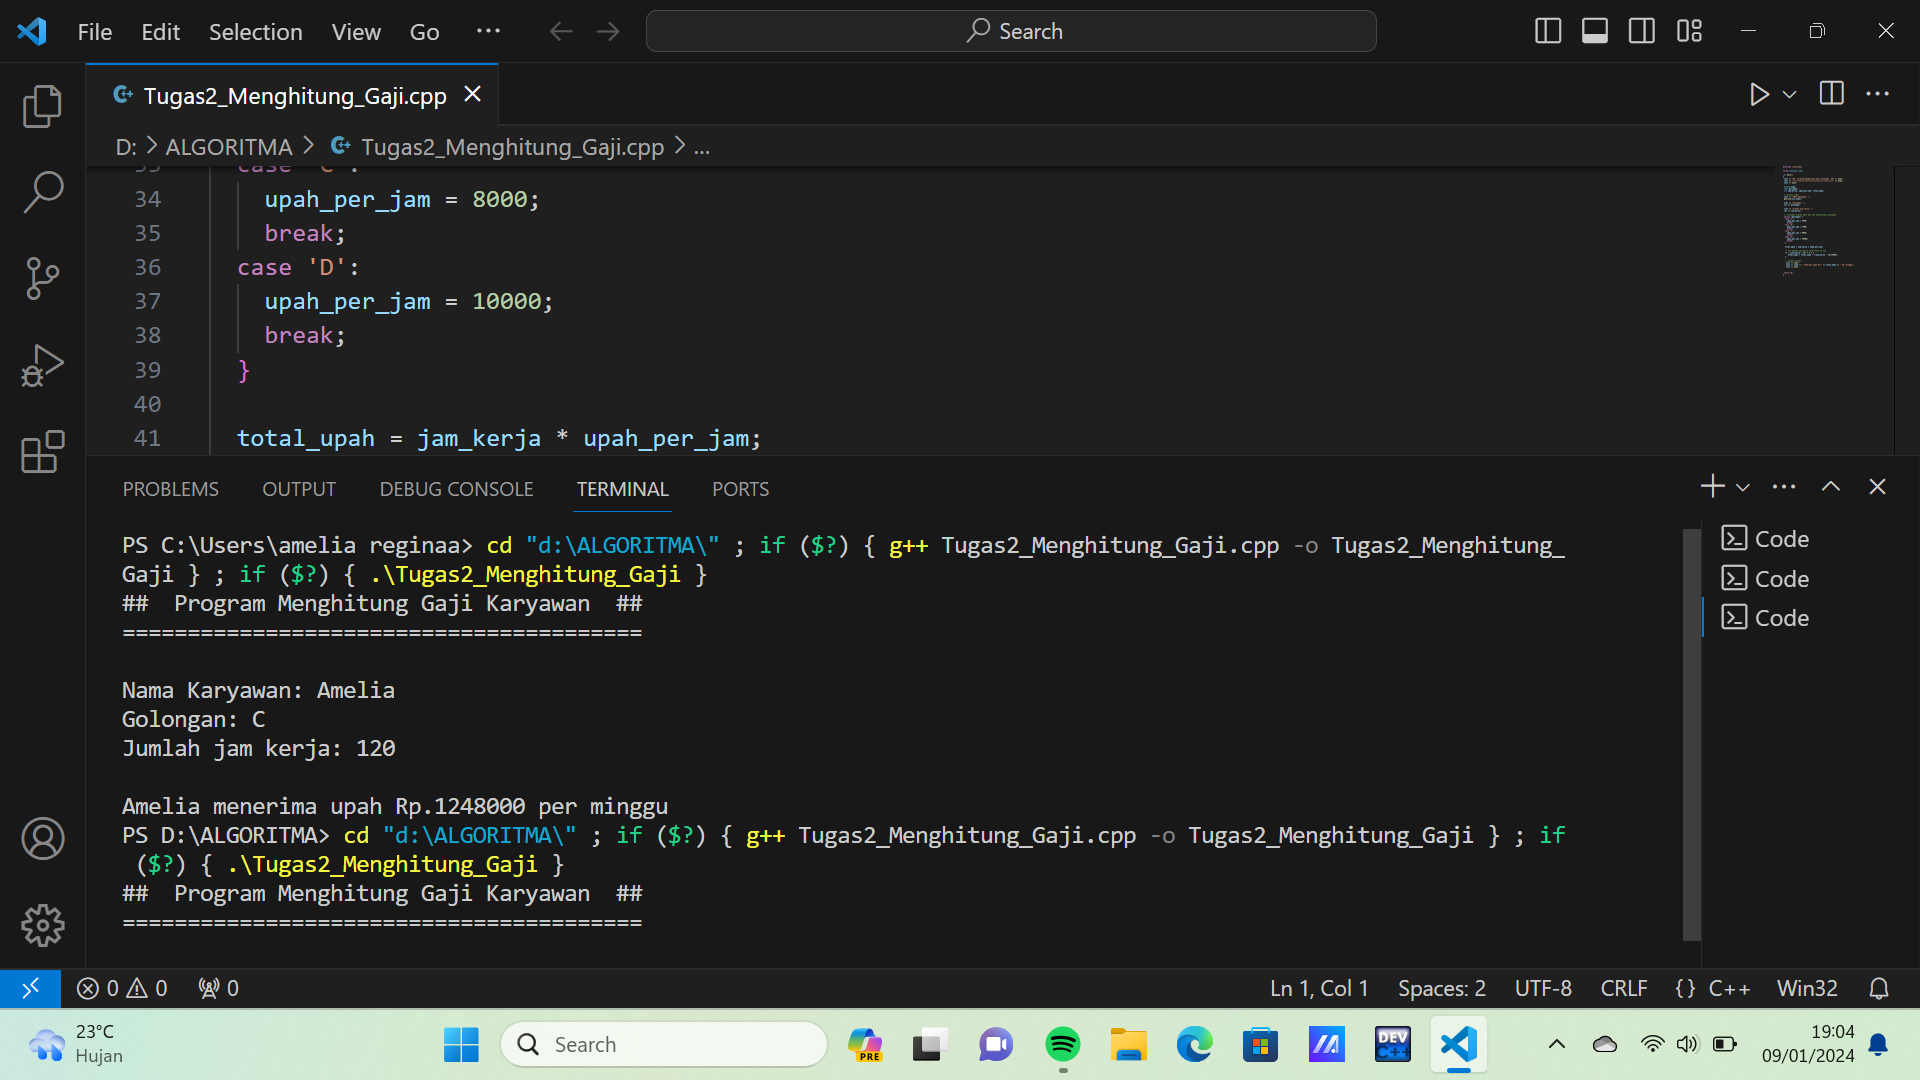 File Edit Selection View Go ···
Search
Tugas2_Menghitung_Gaji.cpp
D: > ALGORITMA > Tugas2_Menghitung_Gaji.cpp > ...
33 case 'C':
34 upah_per_jam = 8000;
35 break;
36 case 'D':
37 upah_per_jam = 10000;
38 break;
39 }
40
41 total_upah = jam_kerja * upah_per_jam;
PROBLEMS OUTPUT DEBUG CONSOLE TERMINAL PORTS
PS C:\Users\amelia reginaa> cd "d:\ALGORITMA\" ; if ($?) { g++ Tugas2_Menghitung_Gaji.cpp -o Tugas2_Menghitung_
Gaji } ; if ($?) { .\Tugas2_Menghitung_Gaji }
##  Program Menghitung Gaji Karyawan  ##
========================================
Nama Karyawan: Amelia
Golongan: C
Jumlah jam kerja: 120
Amelia menerima upah Rp.1248000 per minggu
PS D:\ALGORITMA> cd "d:\ALGORITMA\" ; if ($?) { g++ Tugas2_Menghitung_Gaji.cpp -o Tugas2_Menghitung_Gaji } ; if
($?) { .\Tugas2_Menghitung_Gaji }
##  Program Menghitung Gaji Karyawan  ##
========================================
Code
Code
Code
0 0 0 Ln 1, Col 1 Spaces: 2 UTF-8 CRLF {} C++ Win32
23°C
Hujan
Search
PRE
DEV
C++
19:04
09/01/2024